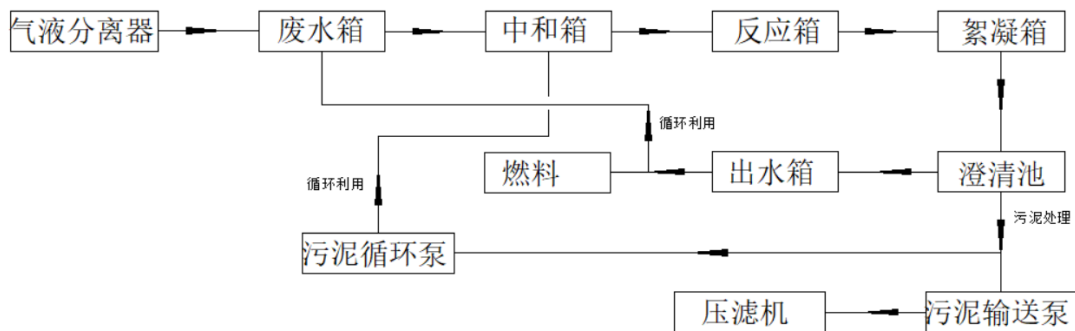 气液分离器
废水箱
中和箱
反应箱
絮凝箱
循环利用
燃料
出水箱
澄清池
循环利用
污泥处理
污泥循环泵
压滤机
污泥输送泵